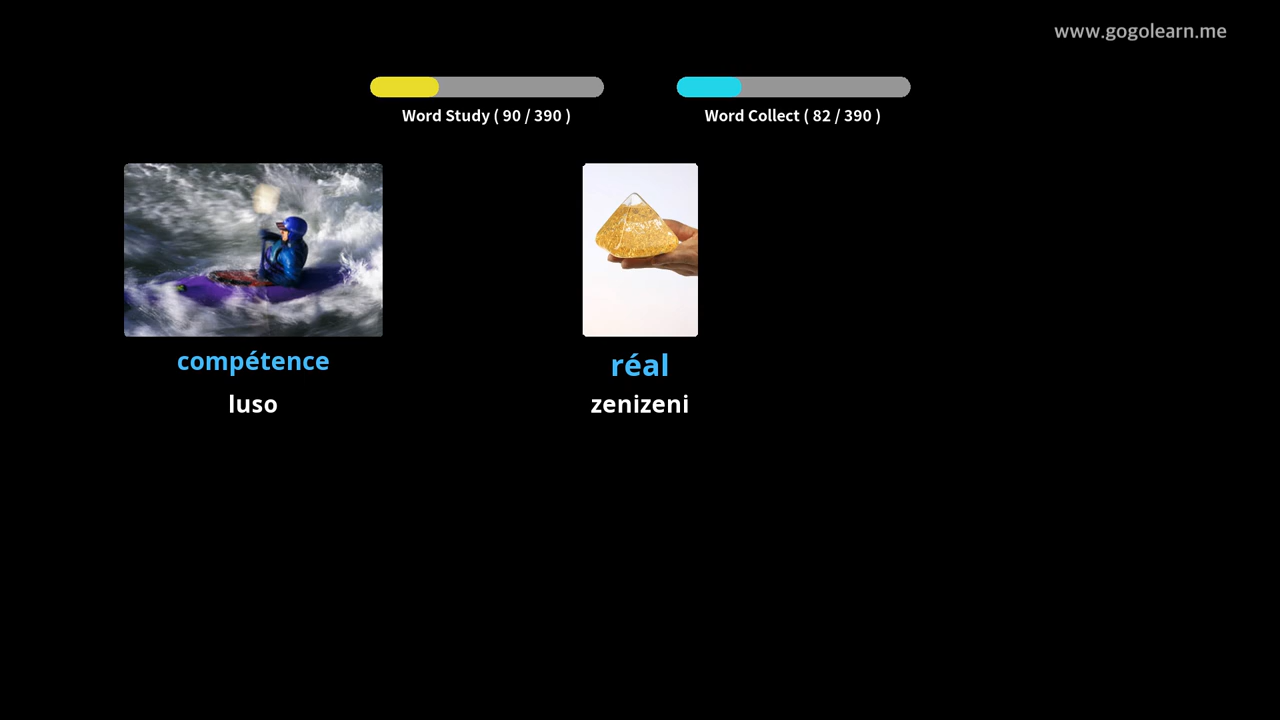 www.gogolearn.me
Word Study ( 90 / 390 )
Word Collect ( 82 / 390 )
compétence
luso
réal
zenizeni